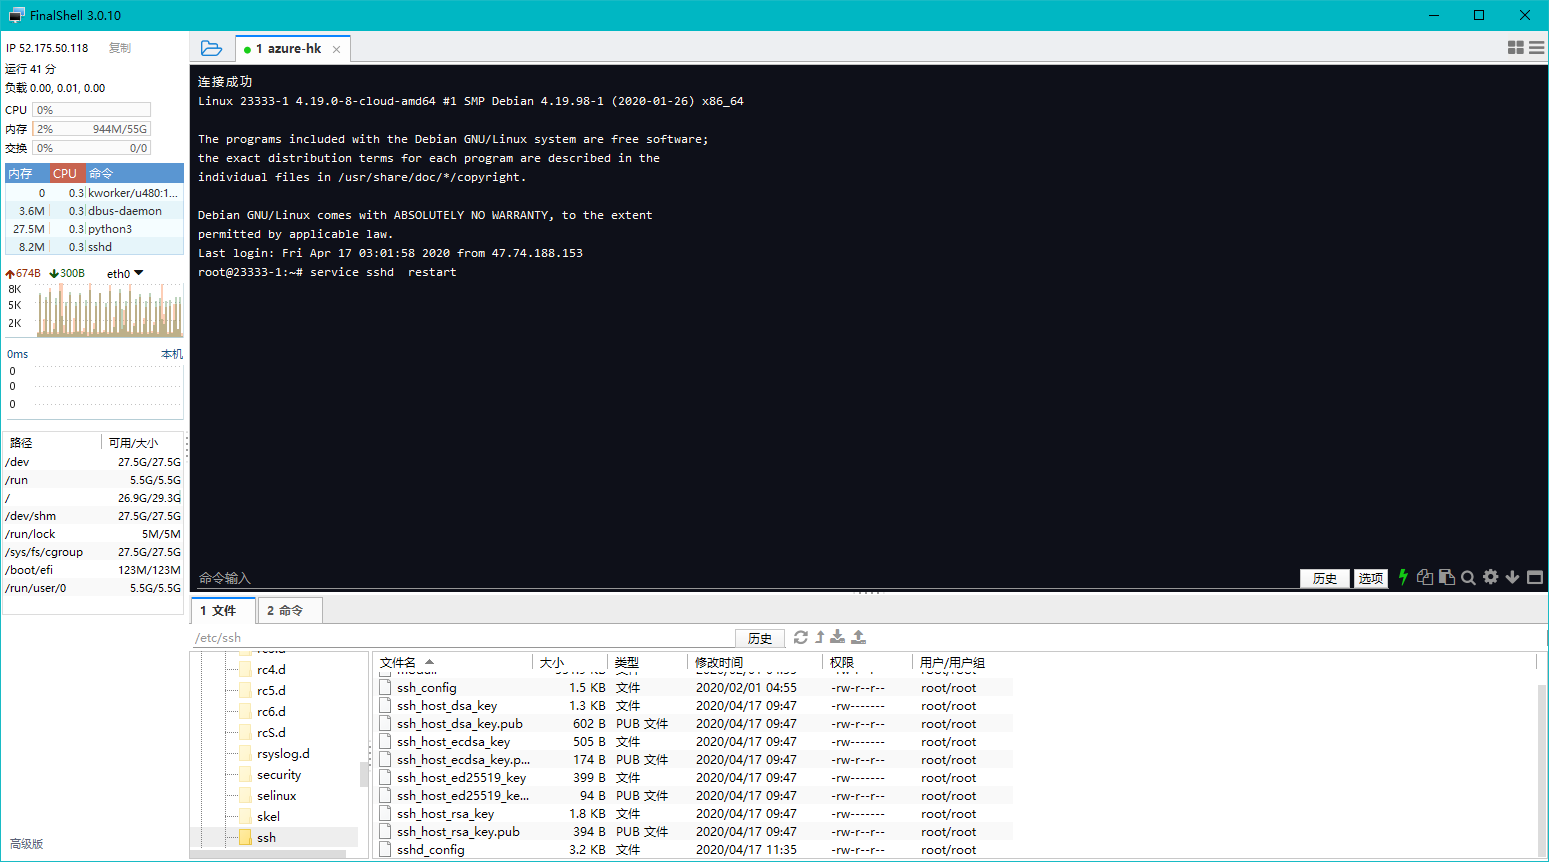 FinalShell 3.0.10
IP 52.175.50.118 复制
运行 41 分
负载 0.00, 0.01, 0.00
CPU 0%
内存 2% 944M/55G
交换 0% 0/0
内存 CPU 命令
0 0.3 kworker/u480:1...
3.6M 0.3 dbus-daemon
27.5M 0.3 python3
8.2M 0.3 sshd
674B 300B eth0
8K
5K
2K
0ms 本机
0
0
0
路径 可用/大小
/dev 27.5G/27.5G
/run 5.5G/5.5G
/ 26.9G/29.3G
/dev/shm 27.5G/27.5G
/run/lock 5M/5M
/sys/fs/cgroup 27.5G/27.5G
/boot/efi 123M/123M
/run/user/0 5.5G/5.5G
高级版
1 azure-hk
连接成功
Linux 23333-1 4.19.0-8-cloud-amd64 #1 SMP Debian 4.19.98-1 (2020-01-26) x86_64
The programs included with the Debian GNU/Linux system are free software;
the exact distribution terms for each program are described in the
individual files in /usr/share/doc/*/copyright.
Debian GNU/Linux comes with ABSOLUTELY NO WARRANTY, to the extent
permitted by applicable law.
Last login: Fri Apr 17 03:01:58 2020 from 47.74.188.153
root@23333-1:~# service sshd  restart
命令输入 历史 选项
1 文件 2 命令
/etc/ssh 历史
rc4.d
rc5.d
rc6.d
rcS.d
rsyslog.d
security
selinux
skel
ssh
文件名 大小 类型 修改时间 权限 用户/用户组
ssh_config 1.5 KB 文件 2020/02/01 04:55 -rw-r--r-- root/root
ssh_host_dsa_key 1.3 KB 文件 2020/04/17 09:47 -rw------- root/root
ssh_host_dsa_key.pub 602 B PUB 文件 2020/04/17 09:47 -rw-r--r-- root/root
ssh_host_ecdsa_key 505 B 文件 2020/04/17 09:47 -rw------- root/root
ssh_host_ecdsa_key.p... 174 B PUB 文件 2020/04/17 09:47 -rw-r--r-- root/root
ssh_host_ed25519_key 399 B 文件 2020/04/17 09:47 -rw------- root/root
ssh_host_ed25519_ke... 94 B PUB 文件 2020/04/17 09:47 -rw-r--r-- root/root
ssh_host_rsa_key 1.8 KB 文件 2020/04/17 09:47 -rw------- root/root
ssh_host_rsa_key.pub 394 B PUB 文件 2020/04/17 09:47 -rw-r--r-- root/root
sshd_config 3.2 KB 文件 2020/04/17 11:35 -rw-r--r-- root/root